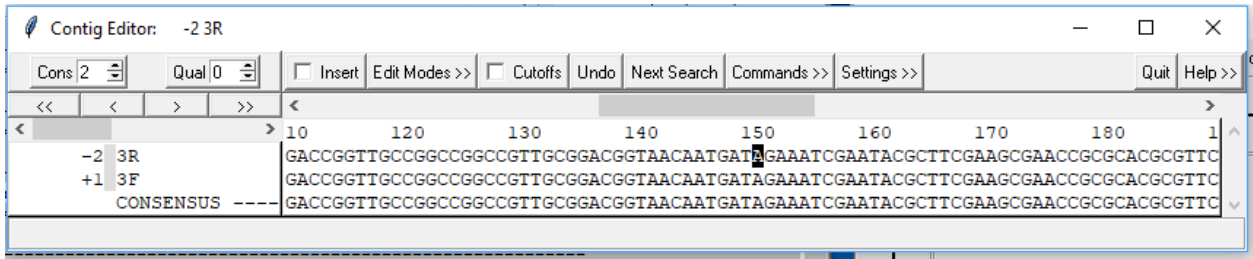 Contig Editor: -2 3R
Cons 2 Qual 0 Insert Edit Modes >> Cutoffs Undo Next Search Commands >> Settings >> Quit Help >>
<< < > >>
10 120 130 140 150 160 170 180 1
-2 3R GACCGGTTGCCGGCCGGCCGTTGCGGACGGTAACAATGATAGAAATCGAATACGCTTCGAAGCGAACCGCGCACGCGTTC
+1 3F GACCGGTTGCCGGCCGGCCGTTGCGGACGGTAACAATGATAGAAATCGAATACGCTTCGAAGCGAACCGCGCACGCGTTC
CONSENSUS ---- GACCGGTTGCCGGCCGGCCGTTGCGGACGGTAACAATGATAGAAATCGAATACGCTTCGAAGCGAACCGCGCACGCGTTC